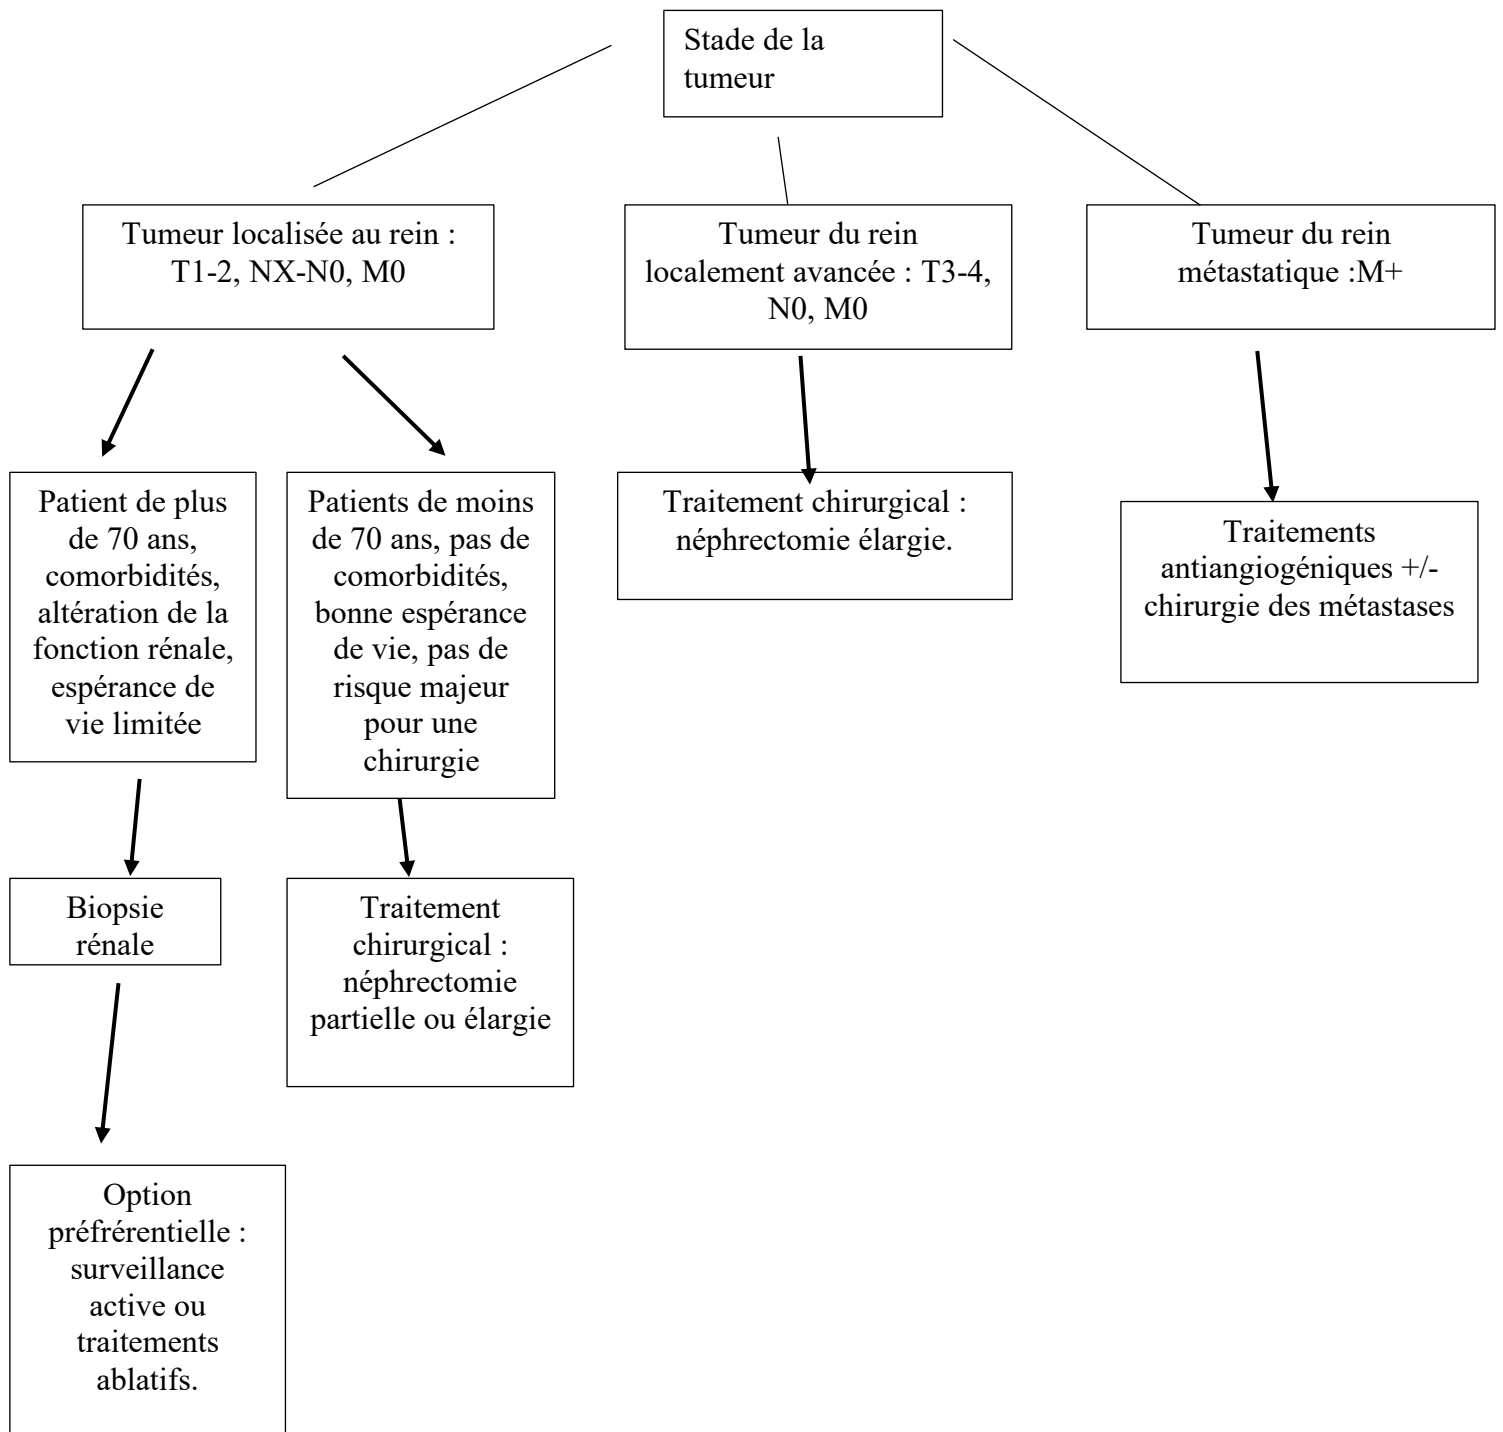 Stade de la
tumeur
Tumeur localisée au rein :
T1-2, NX-N0, M0
Tumeur du rein
localement avancée : T3-4,
N0, M0
Tumeur du rein
métastatique :M+
Patient de plus
de 70 ans,
comorbidités,
altération de la
fonction rénale,
espérance de
vie limitée
Patients de moins
de 70 ans, pas de
comorbidités,
bonne espérance
de vie, pas de
risque majeur
pour une
chirurgie
Traitement chirurgical :
néphrectomie élargie.
Traitements
antiangiogéniques +/-
chirurgie des métastases
Biopsie
rénale
Traitement
chirurgical :
néphrectomie
partielle ou élargie
Option
préfrérentielle :
surveillance
active ou
traitements
ablatifs.